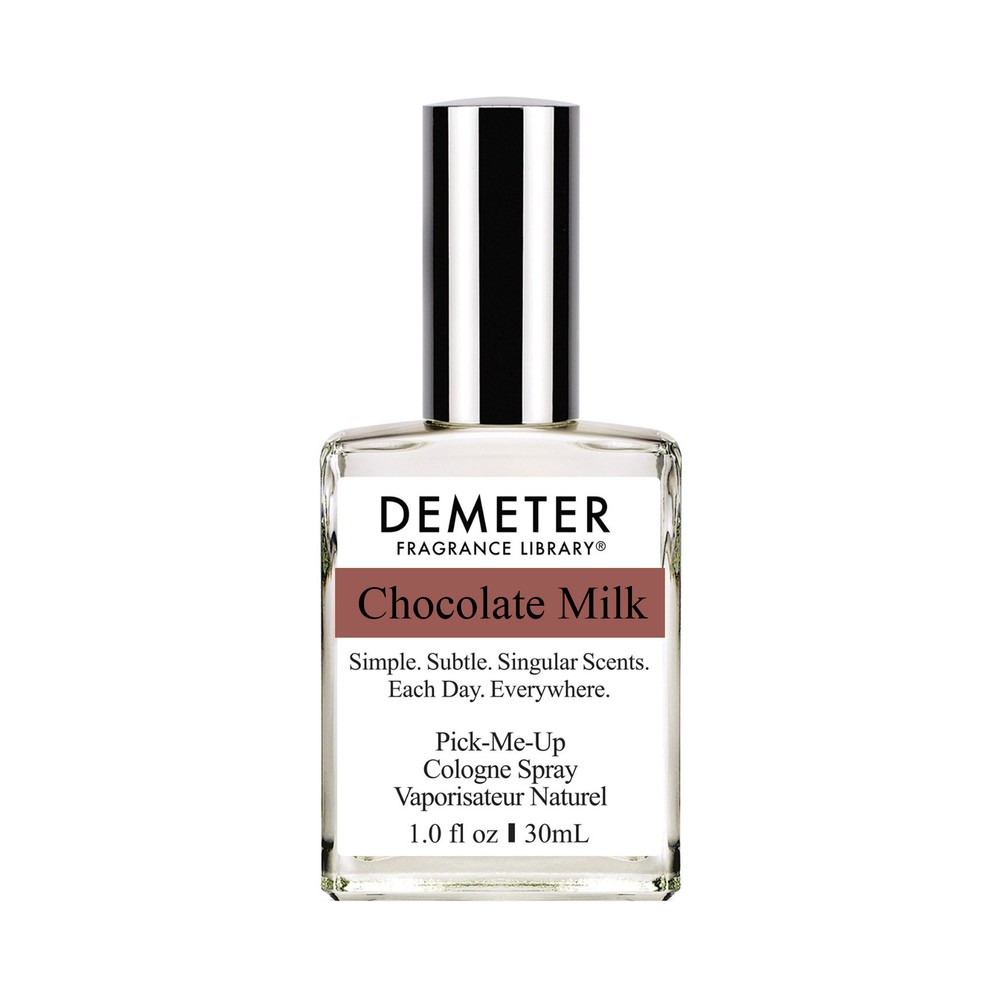 DEMETER
FRAGRANCE LIBRARY®
Chocolate Milk
Simple. Subtle. Singular Scents.
Each Day. Everywhere.
Pick-Me-Up
Cologne Spray
Vaporisateur Naturel
1.0 fl oz ❚ 30mL